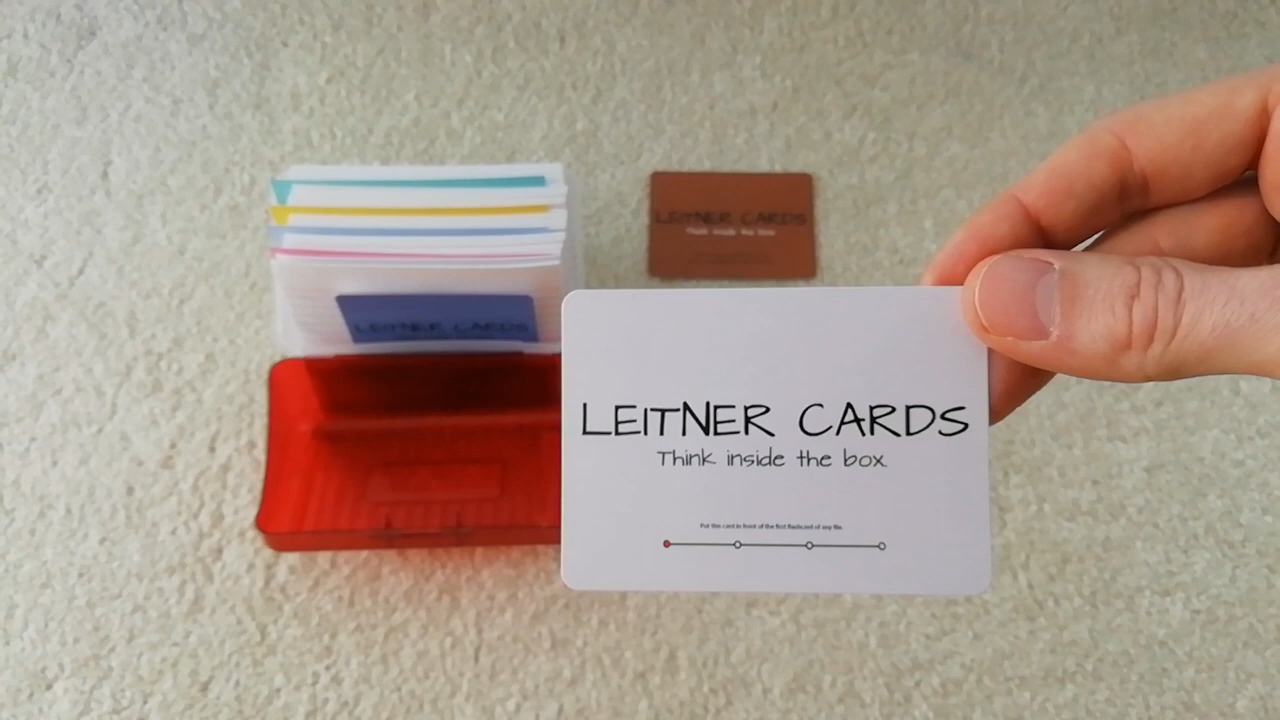 LEITNER CARDS
Think inside the box
LEITNER CARDS
LEITNER CARDS
Think inside the box.
Put this card in front of the first flashcard of any file.